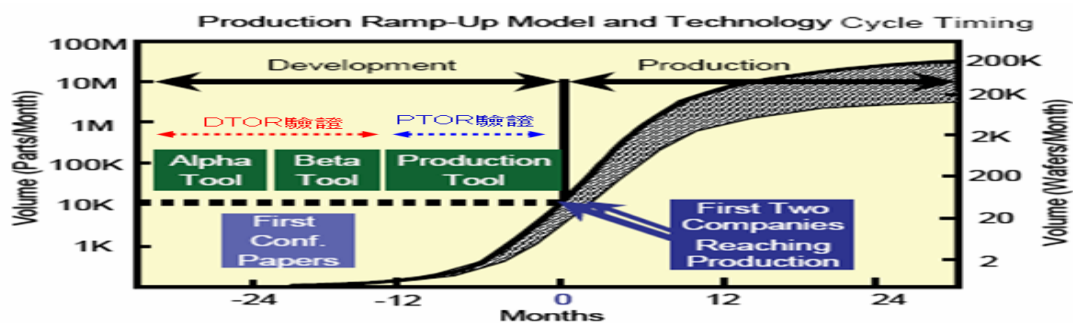 Production Ramp-Up Model and Technology Cycle Timing
Volume (Parts/Month)
100M
10M
1M
100K
10K
1K
Development
Production
DTOR驗證
PTOR驗證
Alpha
Tool
Beta
Tool
Production
Tool
First
Conf.
Papers
First Two
Companies
Reaching
Production
200K
20K
2K
200
20
2
Volume (Wafers/Month)
-24
-12
0
12
24
Months